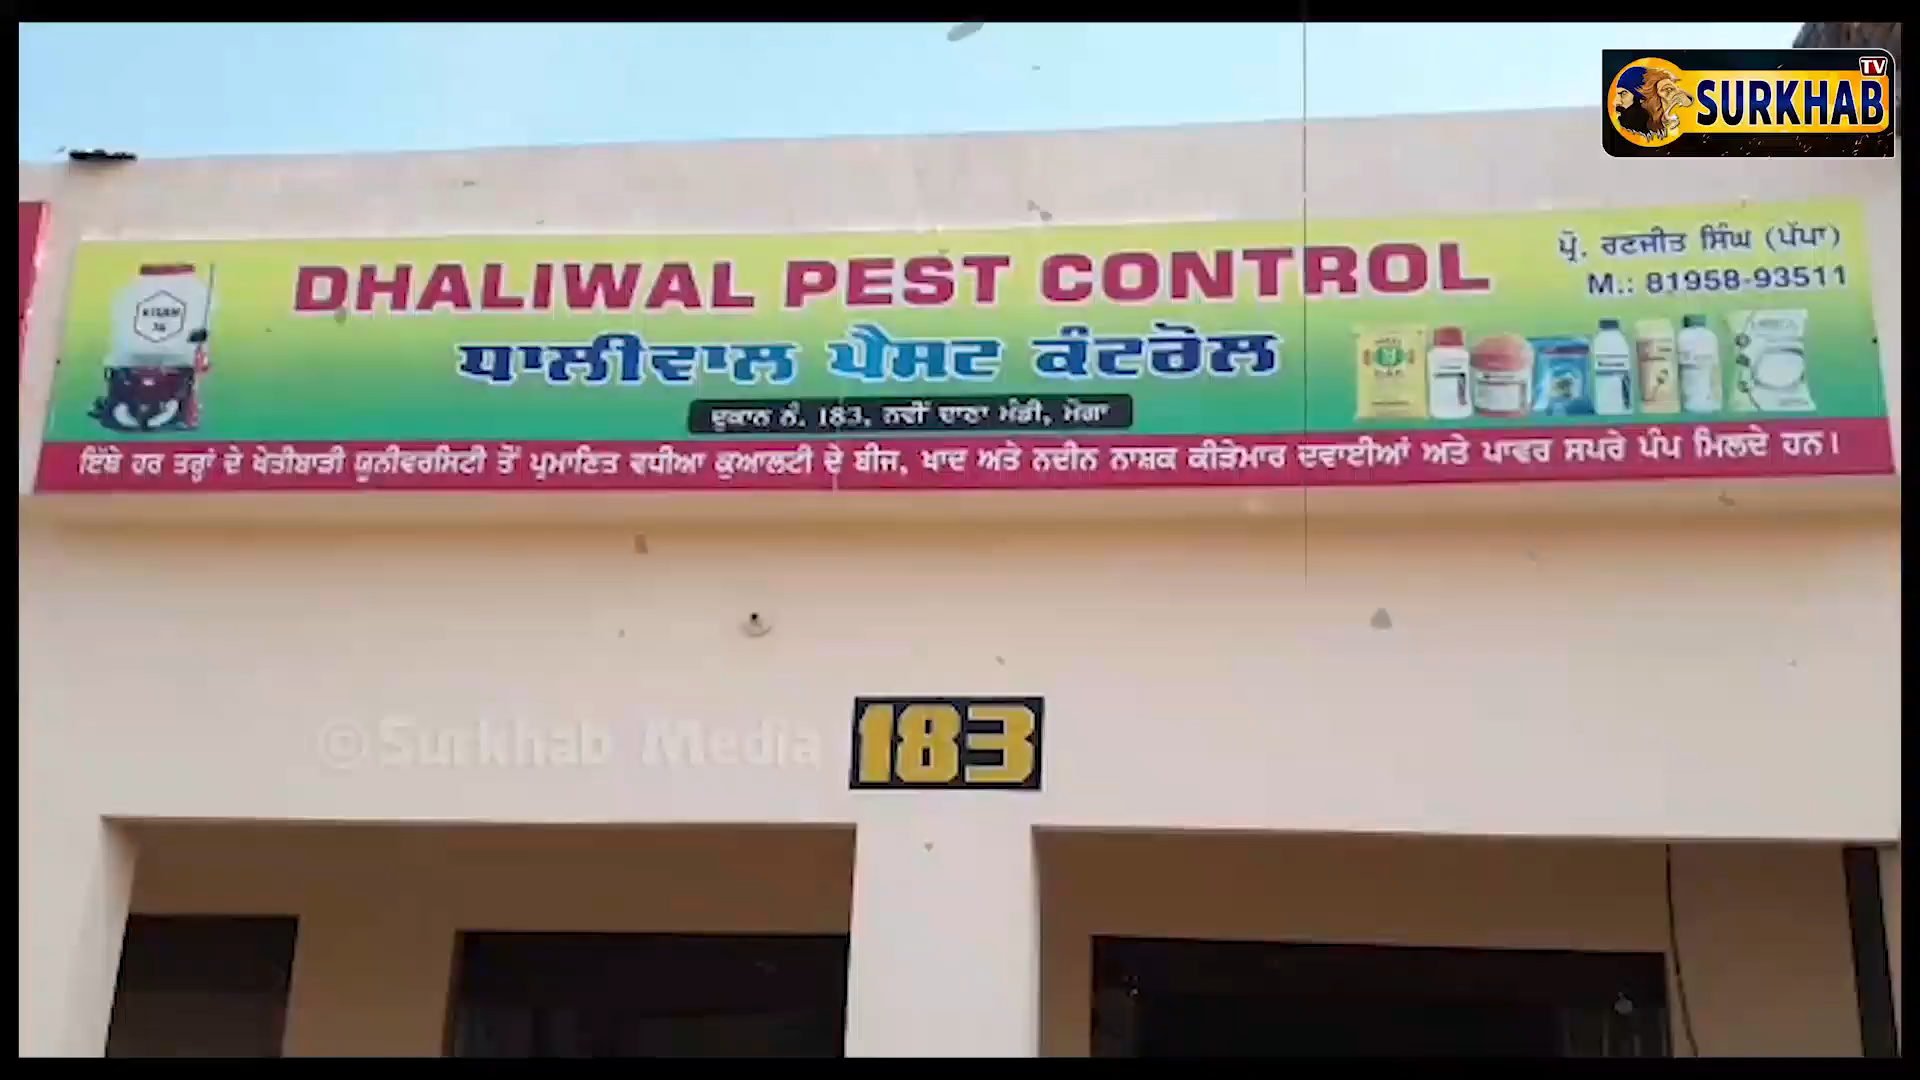 TV
SURKHAB
ਪ੍ਰੋ. ਰਣਜੀਤ ਸਿੰਘ (ਪੱਪਾ)
M.: 81958-93511
DHALIWAL PEST CONTROL
ਧਾਲੀਵਾਲ ਪੈਸਟ ਕੰਟਰੋਲ
ਦੁਕਾਨ ਨੰ. 183, ਨਵੀਂ ਦਾਣਾ ਮੰਡੀ, ਮੋਗਾ
ਇੱਥੇ ਹਰ ਤਰ੍ਹਾਂ ਦੇ ਖੇਤੀਬਾੜੀ ਯੂਨੀਵਰਸਿਟੀ ਤੋਂ ਪ੍ਰਮਾਣਿਤ ਵਧੀਆ ਕੁਆਲਟੀ ਦੇ ਬੀਜ, ਖਾਦ ਅਤੇ ਨਦੀਨ ਨਾਸ਼ਕ ਕੀੜੇਮਾਰ ਦਵਾਈਆਂ ਅਤੇ ਪਾਵਰ ਸਪਰੇ ਪੰਪ ਮਿਲਦੇ ਹਨ।
©Surkhab Media
183